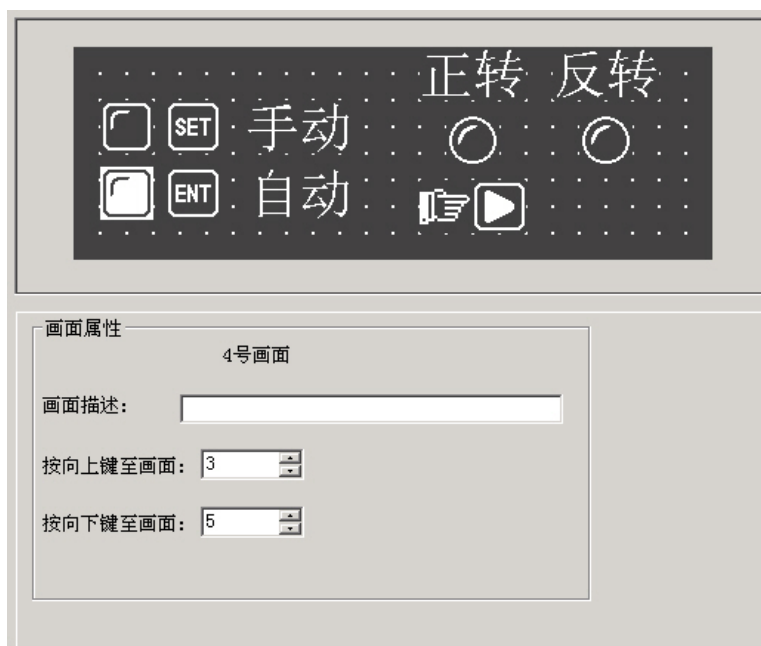 正转 反转
SET 手动
ENT 自动
画面属性
4号画面
画面描述：
按向上键至画面： 3
按向下键至画面： 5